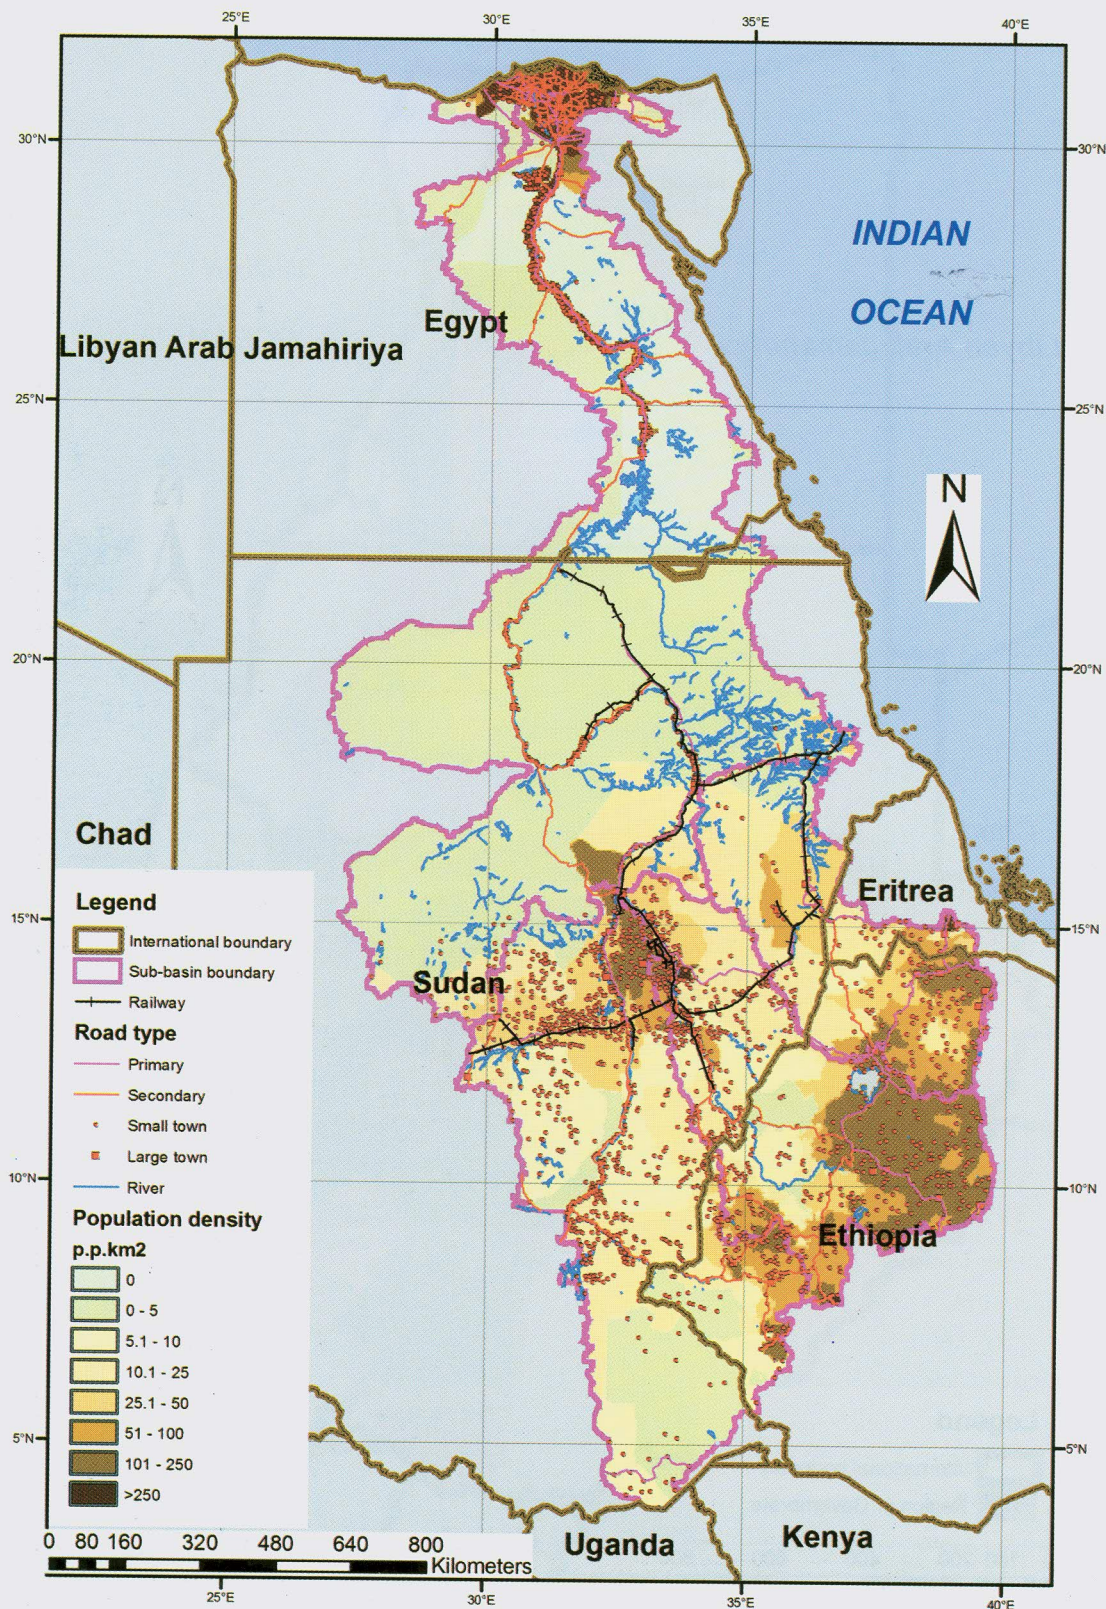 25°E
30°E
35°E
40°E
30°N
30°N
INDIAN
OCEAN
Egypt
Libyan Arab Jamahiriya
25°N
25°N
N
20°N
20°N
Chad
Eritrea
15°N
15°N
Sudan
Legend
International boundary
Sub-basin boundary
Railway
Road type
Primary
Secondary
Small town
Large town
River
10°N
10°N
Ethiopia
Population density
p.p.km2
0
0 - 5
5.1 - 10
10.1 - 25
25.1 - 50
51 - 100
101 - 250
>250
5°N
5°N
Uganda
Kenya
0 80 160 320 480 640 800
Kilometers
25°E
30°E
35°E
40°E